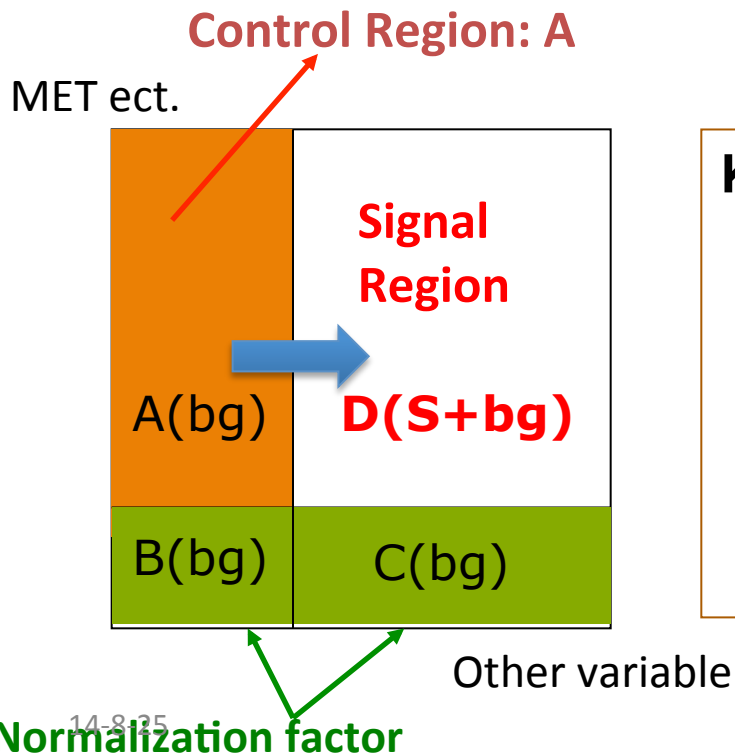 Control Region: A
MET ect.
Signal
Region
A(bg)
D(S+bg)
B(bg)
C(bg)
Other variable
14-8-25
Normalization factor